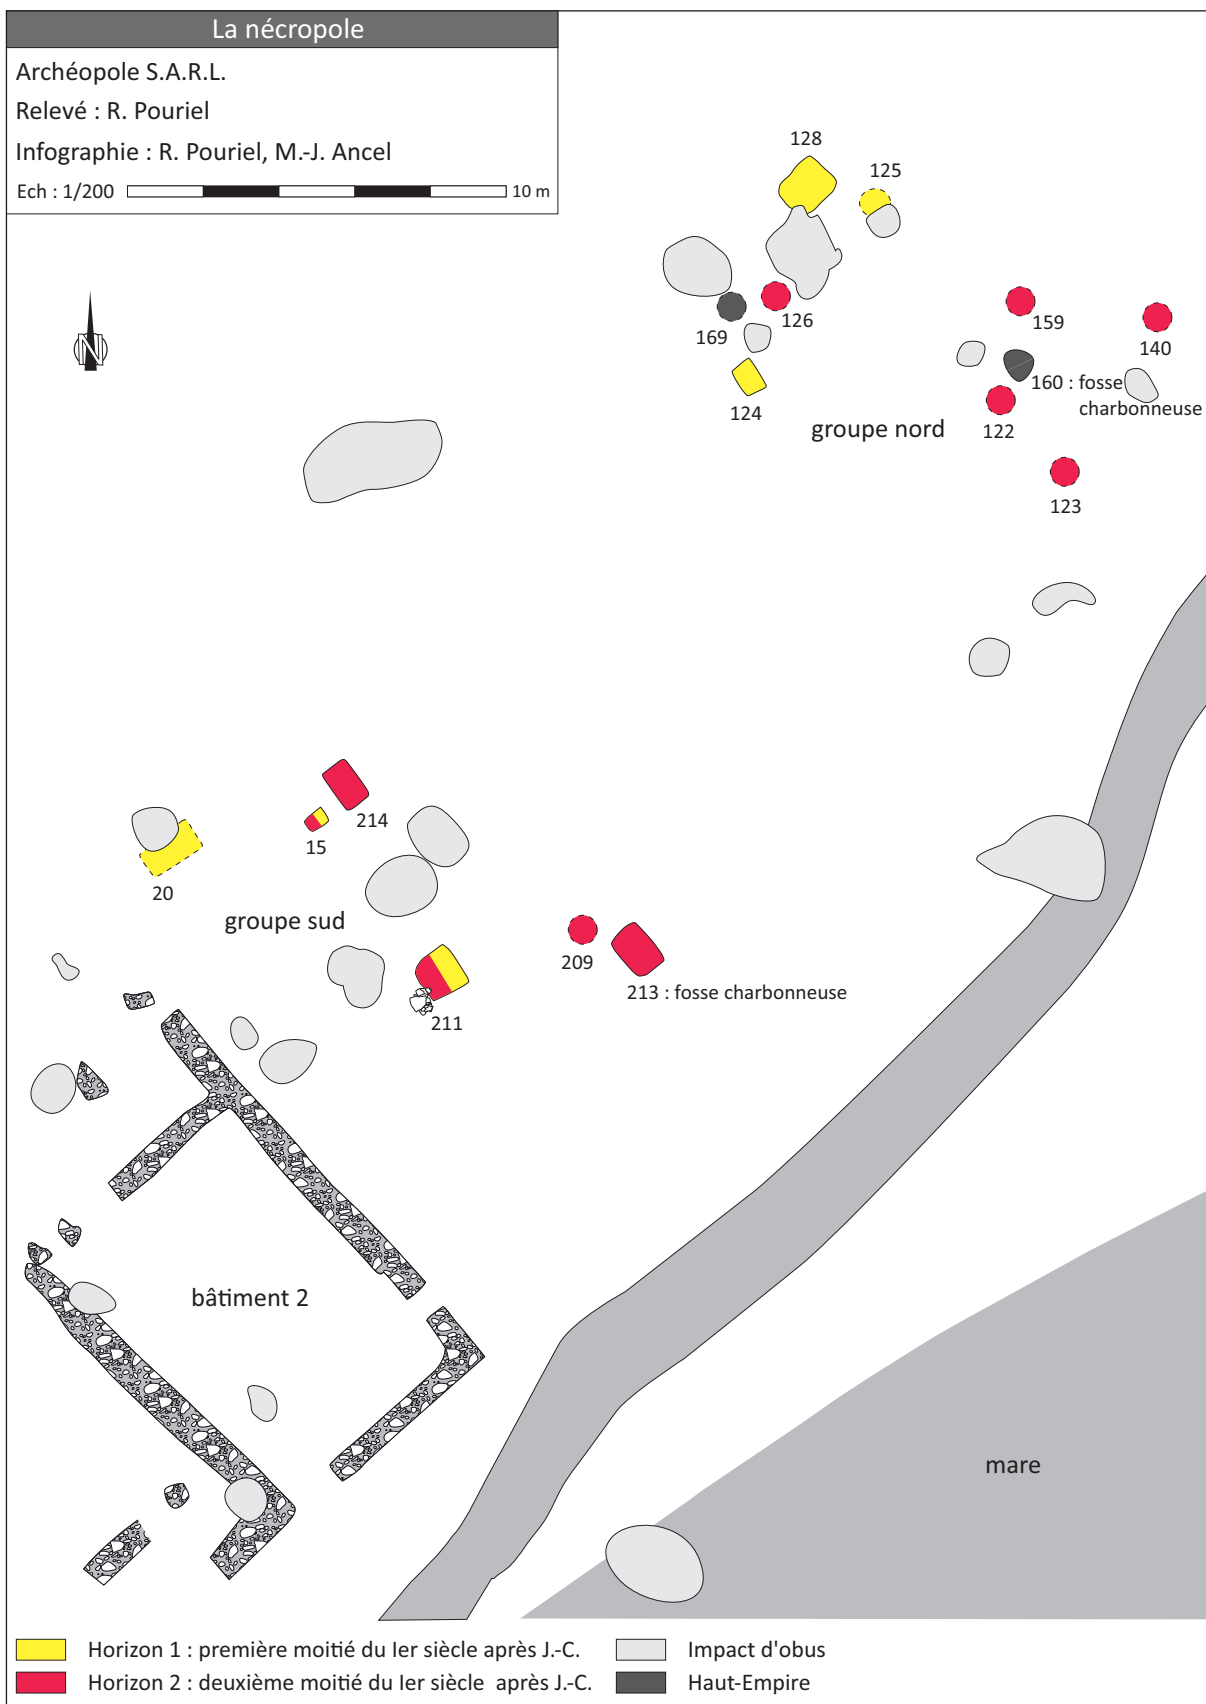 La nécropole
Archéopole S.A.R.L.
Relevé : R. Pouriel
Infographie : R. Pouriel, M.-J. Ancel
Ech : 1/200 10 m
128
125
126
169
124
159
140
160 : fosse
charbonneuse
122
groupe nord
123
N
214
15
20
groupe sud
209
213 : fosse charbonneuse
211
bâtiment 2
mare
Horizon 1 : première moitié du Ier siècle après J.-C.
Impact d'obus
Horizon 2 : deuxième moitié du Ier siècle après J.-C.
Haut-Empire